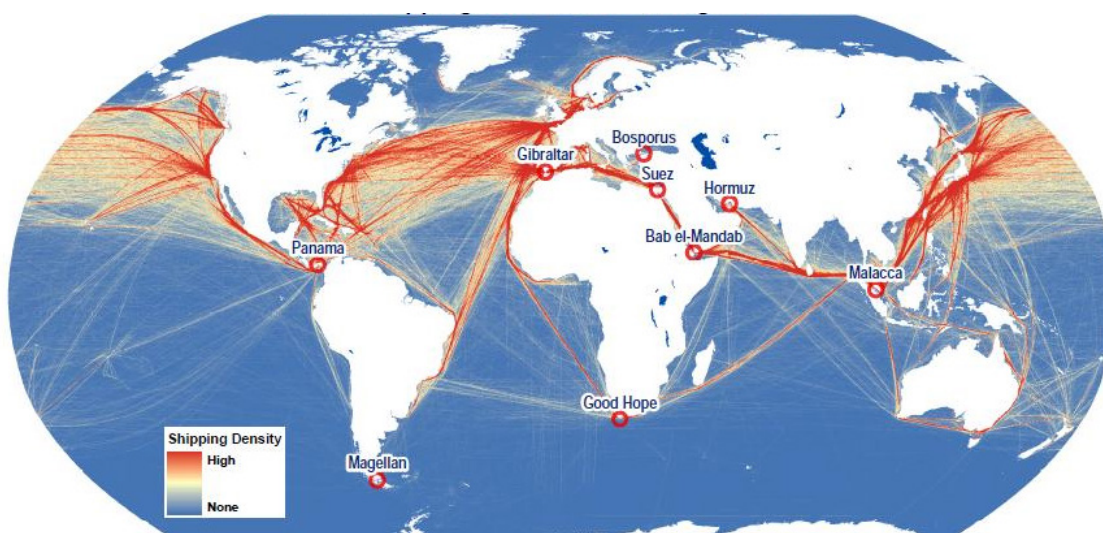 Bosporus
Gibraltar
Suez
Hormuz
Bab el-Mandab
Panama
Malacca
Good Hope
Magellan
Shipping Density
High
None